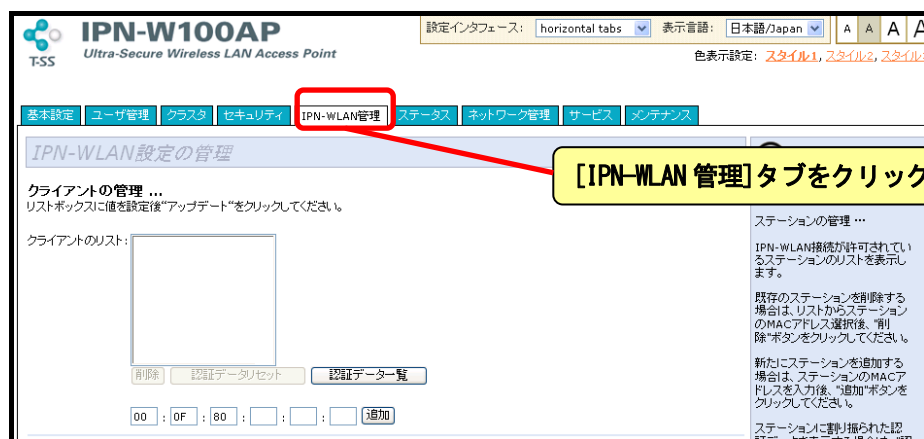 IPN-W100AP
Ultra-Secure Wireless LAN Access Point
T-SS
設定インタフェース: horizontal tabs 表示言語: 日本語/Japan A A A A
色表示設定: スタイル1, スタイル2, スタイル
基本設定 ユーザ管理 クラスタ セキュリティ IPN-WLAN管理 ステータス ネットワーク管理 サービス メンテナンス
IPN-WLAN設定の管理
[IPN-WLAN 管理]タブをクリック
クライアントの管理 ...
リストボックスに値を設定後“アップデート“をクリックしてください。
クライアントのリスト:
削除 認証データリセット 認証データ一覧
00 : 0F : 80 : : : 追加
ステーションの管理 …
IPN-WLAN接続が許可されてい
るステーションのリストを表示し
ます。
既存のステーションを削除する
場合は、リストからステーション
のMACアドレス選択後、"削
除"ボタンをクリックしてください。
新たにステーションを追加する
場合は、ステーションのMACア
ドレスを入力後、"追加"ボタンを
クリックしてください。
ステーションに割り振られた認